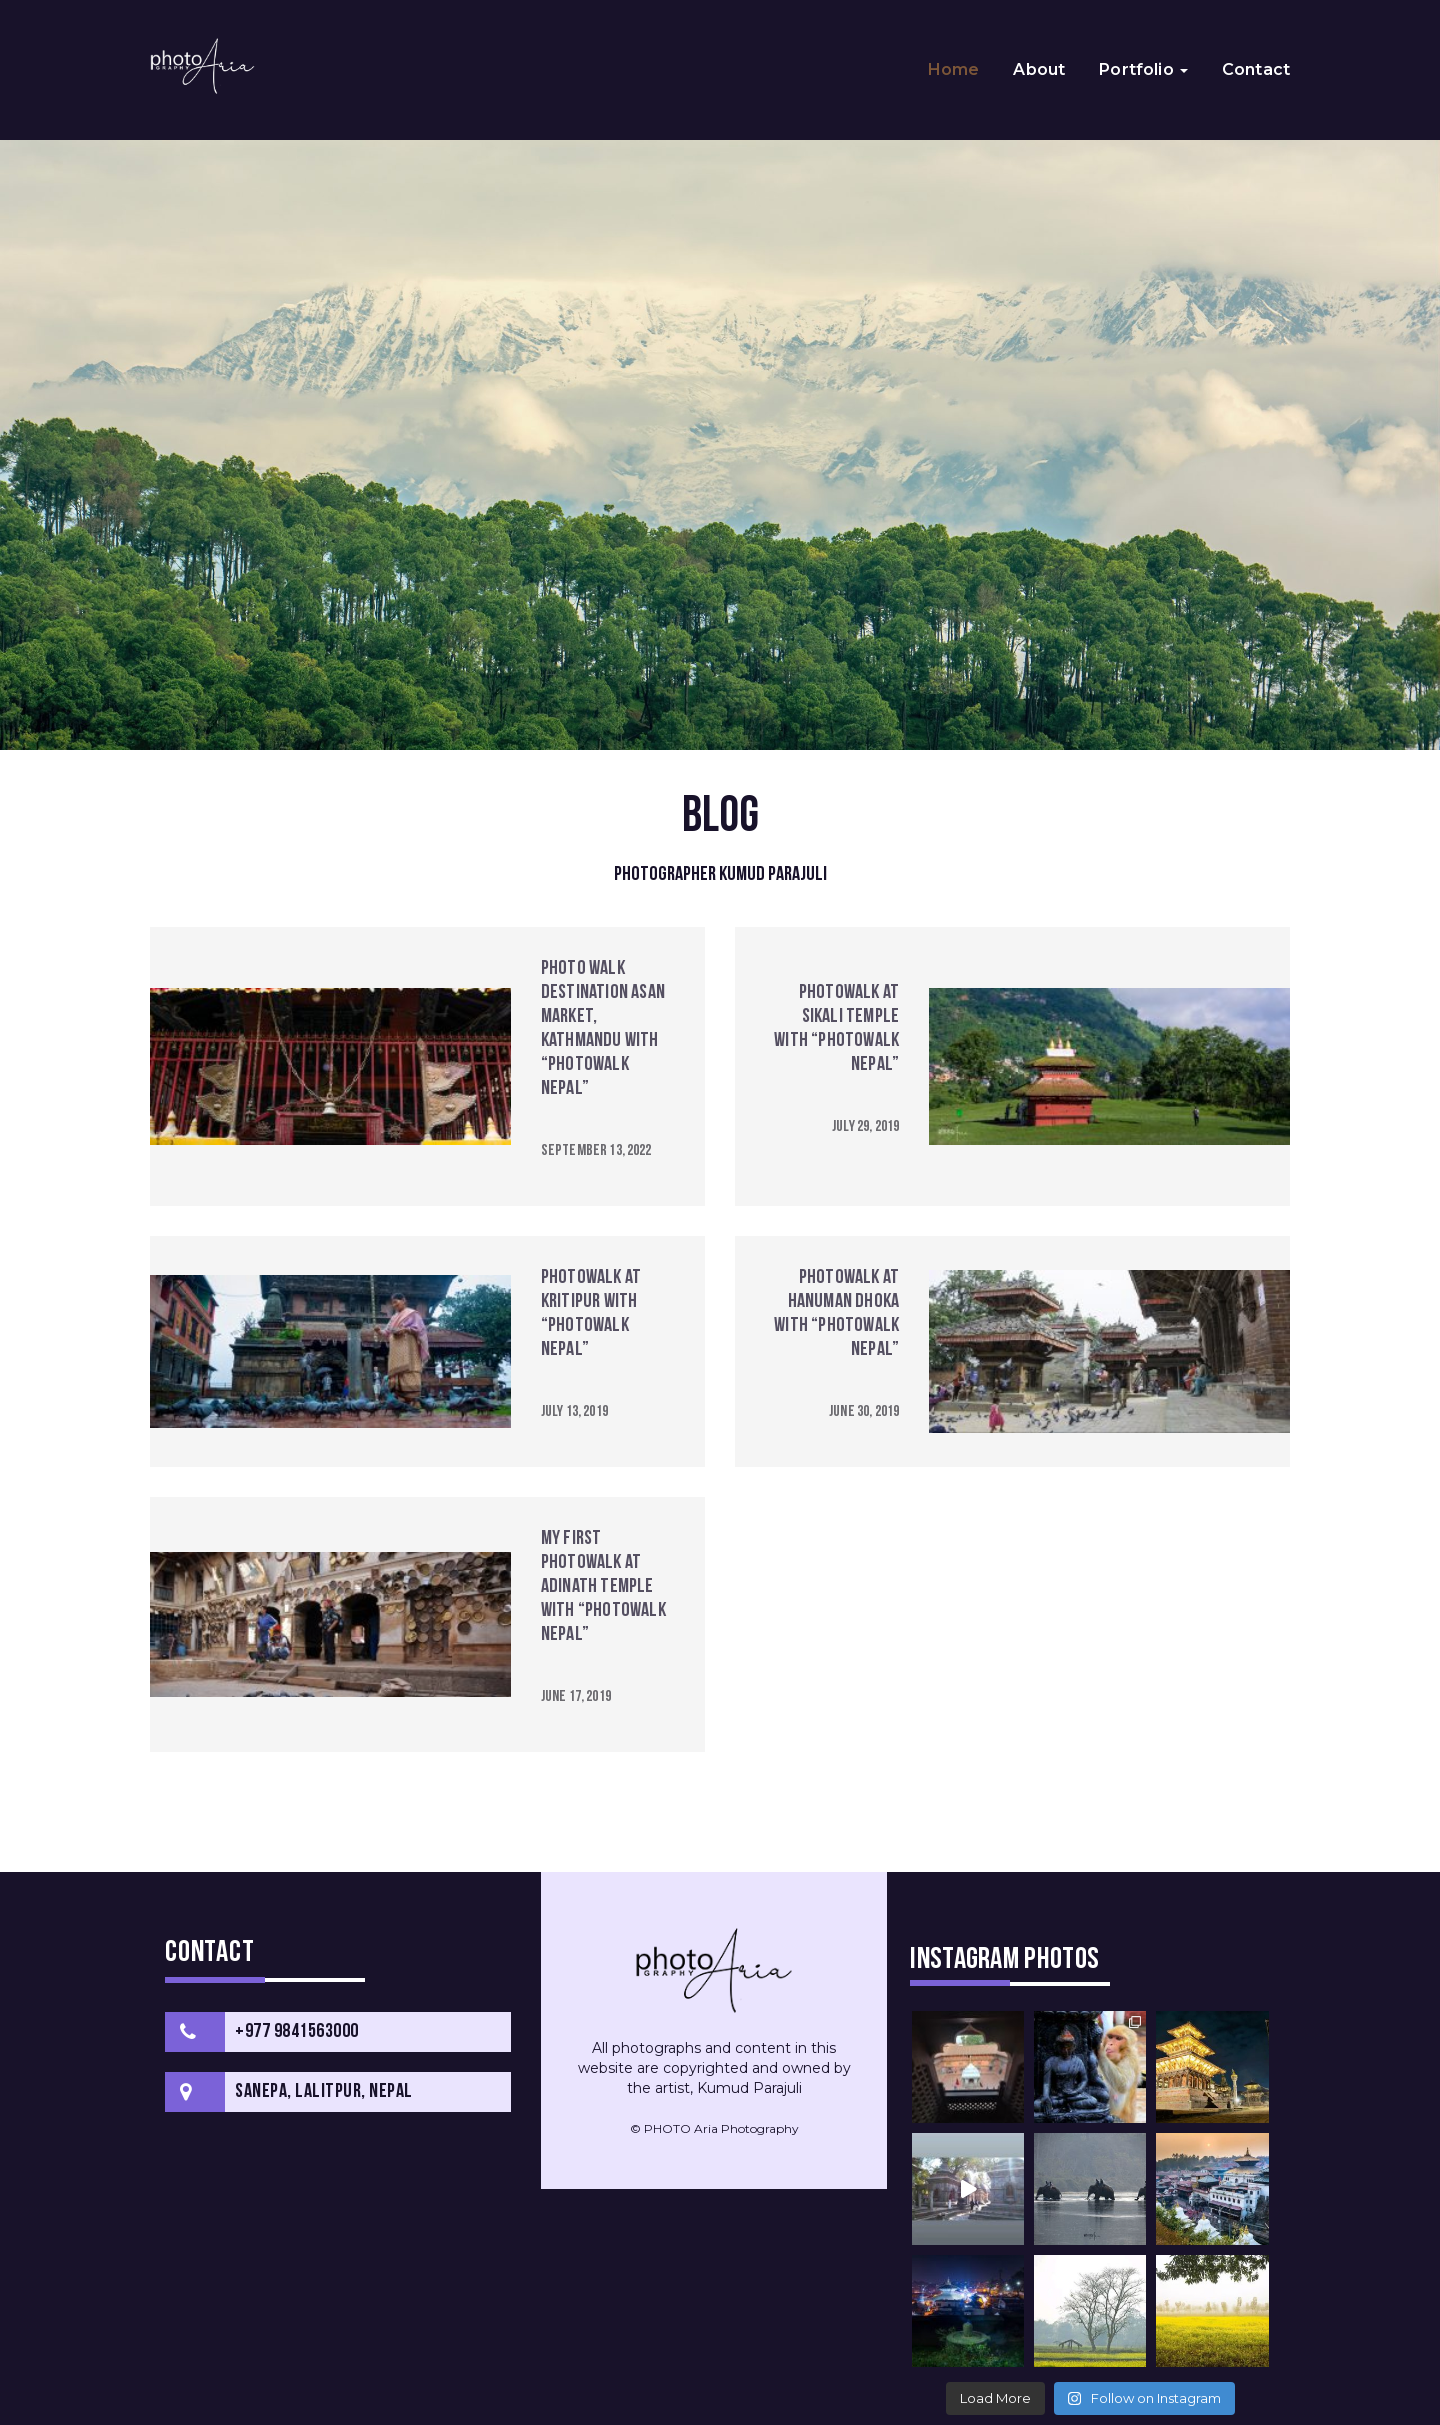 photo Aria
GRAPHY
Home About Portfolio Contact
BLOG
PHOTOGRAPHER KUMUD PARAJULI
PHOTO WALK
DESTINATION ASAN
MARKET,
KATHMANDU WITH
“PHOTOWALK
NEPAL”
SEPTEMBER 13, 2022
PHOTOWALK AT
SIKALI TEMPLE
WITH “PHOTOWALK
NEPAL”
JULY 29, 2019
PHOTOWALK AT
KRITIPUR WITH
“PHOTOWALK
NEPAL”
JULY 13, 2019
PHOTOWALK AT
HANUMAN DHOKA
WITH “PHOTOWALK
NEPAL”
JUNE 30, 2019
MY FIRST
PHOTOWALK AT
ADINATH TEMPLE
WITH “PHOTOWALK
NEPAL”
JUNE 17, 2019
CONTACT
+977 9841563000
SANEPA, LALITPUR, NEPAL
photo Aria
GRAPHY
All photographs and content in this
website are copyrighted and owned by
the artist, Kumud Parajuli
© PHOTO Aria Photography
INSTAGRAM PHOTOS
Load More
Follow on Instagram